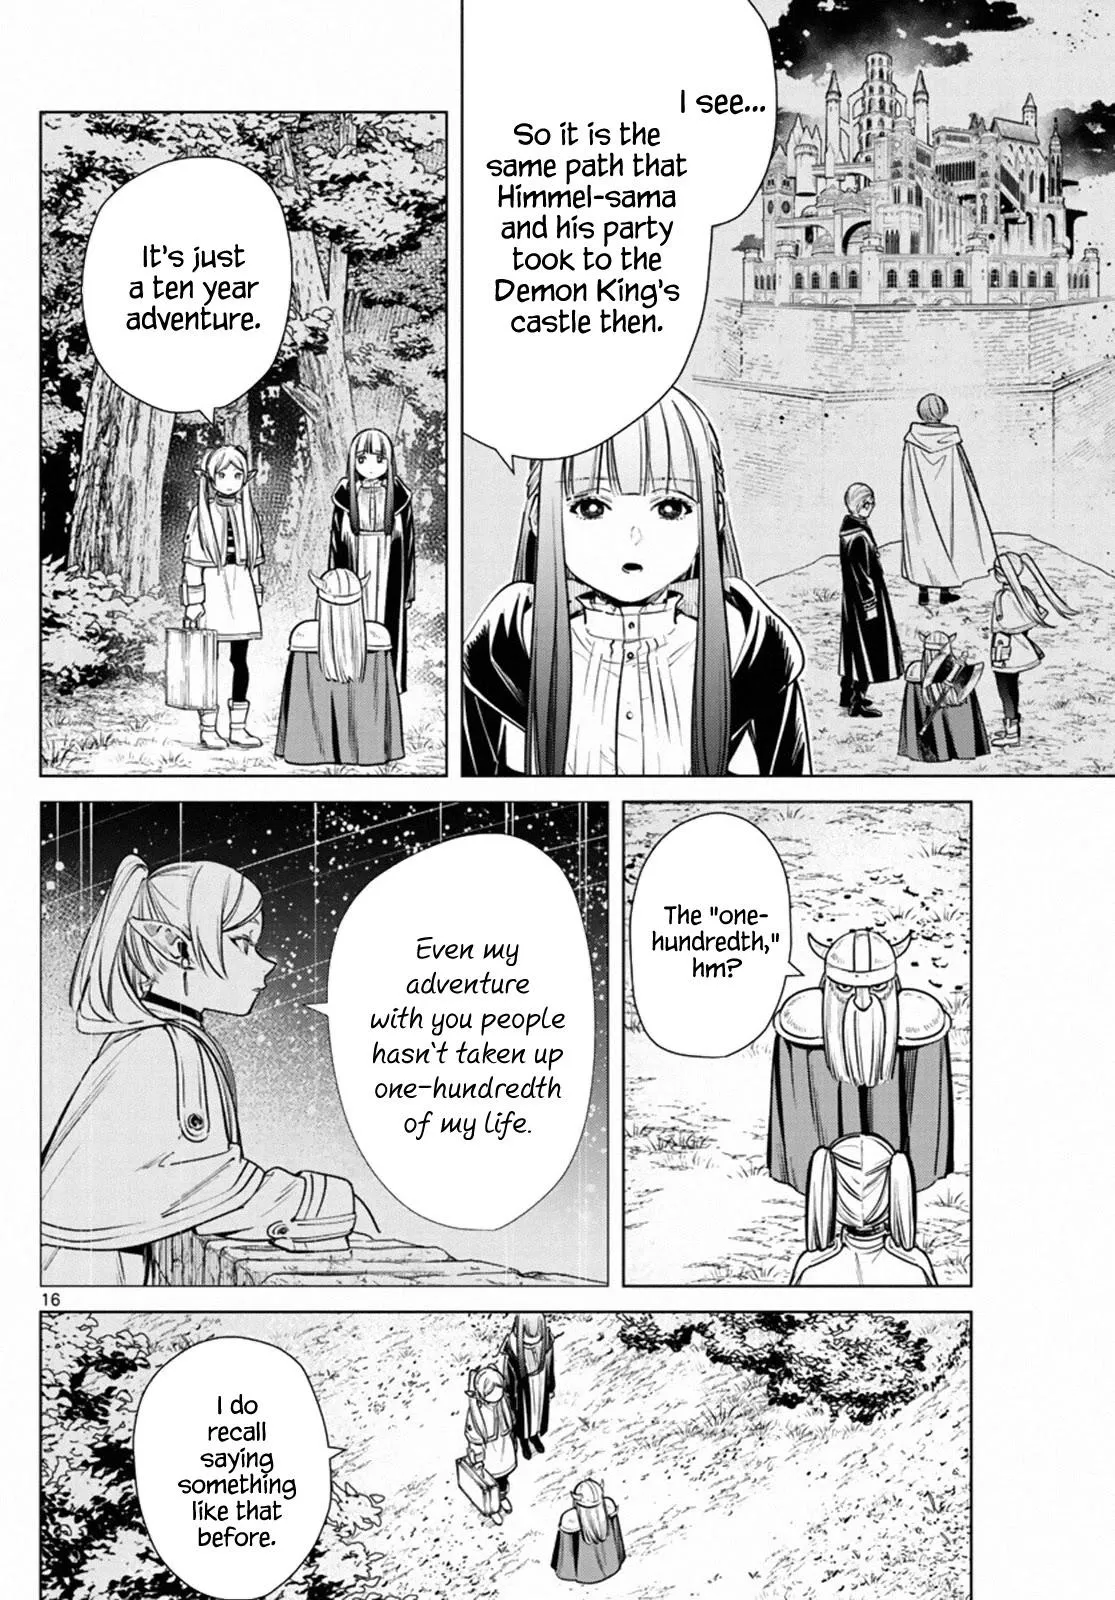 I see...
So it is the
same path that
Himmel-sama
and his party
took to the
Demon King's
castle then.
It's just
a ten year
adventure.
The "one-
hundredth,"
hm?
Even my
adventure
with you people
hasn't taken up
one-hundredth
of my life.
16
I do
recall
saying
something
like that
before.